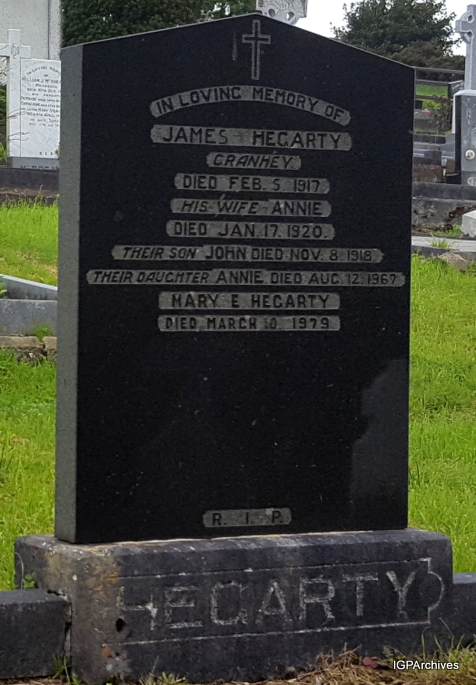 IN LOVING MEMORY OF
JAMES HEGARTY
CRANHEY
DIED FEB. 5. 1917.
HIS WIFE ANNIE
DIED JAN. 17. 1920.
THEIR SON JOHN DIED NOV. 8. 1918.
THEIR DAUGHTER ANNIE DIED AUG. 12. 1967.
MARY E HEGARTY
DIED MARCH 10. 1979.
R. I. P.
HEGARTY
IGPArchives